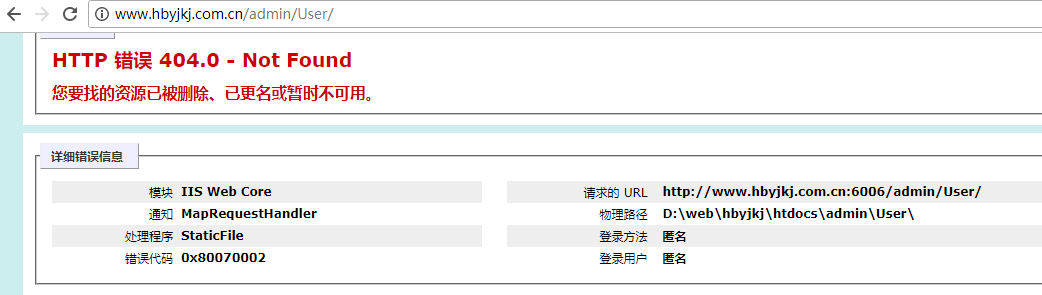 www.hbyjkj.com.cn/admin/User/
HTTP 错误 404.0 - Not Found
您要找的资源已被删除、已更名或暂时不可用。
详细错误信息
模块 IIS Web Core
通知 MapRequestHandler
处理程序 StaticFile
错误代码 0x80070002
请求的 URL http://www.hbyjkj.com.cn:6006/admin/User/
物理路径 D:\web\hbyjkj\htdocs\admin\User\
登录方法 匿名
登录用户 匿名